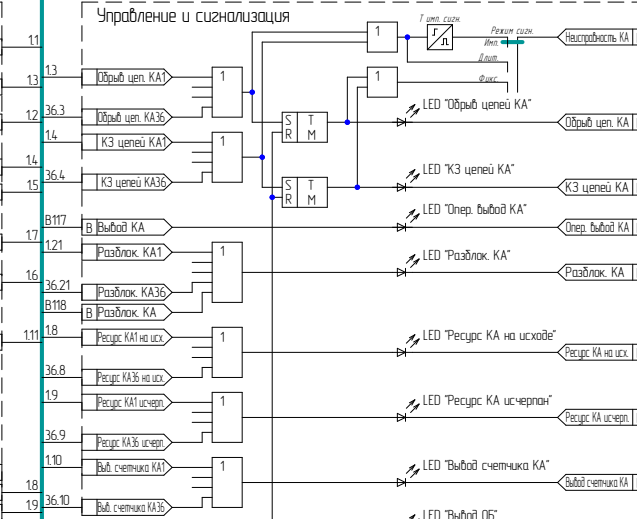 Управление и сигнализация
Т имп. сигн.
Режим сигн.
Имп.
Длит.
Фикс.
1
Неисправность КА
1.1
1.3
1.3
Обрыв цеп. КА1
1
1
LED "Обрыв цепей КА"
1.2
36.3
Обрыв цеп. КА36
S T
R M
Обрыв цеп. КА
1.4
КЗ цепей КА1
1
1.4
LED "КЗ цепей КА"
1.5
36.4
КЗ цепей КА36
S T
R M
КЗ цепей КА
LED "Опер. вывод КА"
B117
В Вывод КА
Опер. вывод КА
1.7
1.21
Разблок. КА1
1
LED "Разблок. КА"
1.6
Разблок. КА
36.21
Разблок. КА36
B118
В Разблок. КА
1.11
1.8
Ресурс КА1 на исх.
1
LED "Ресурс КА на исходе"
Ресурс КА на исх.
36.8
Ресурс КА36 на исх.
1.9
Ресурс КА1 исчерп.
1
LED "Ресурс КА исчерпан"
Ресурс КА исчерп.
36.9
Ресурс КА36 исчерп.
1.10
Выв. счетчика КА1
1
LED "Вывод счетчика КА"
1.8
Вывод счетчика КА
1.9
36.10
Выв. счетчика КА36
LED "Вывод ОБ"